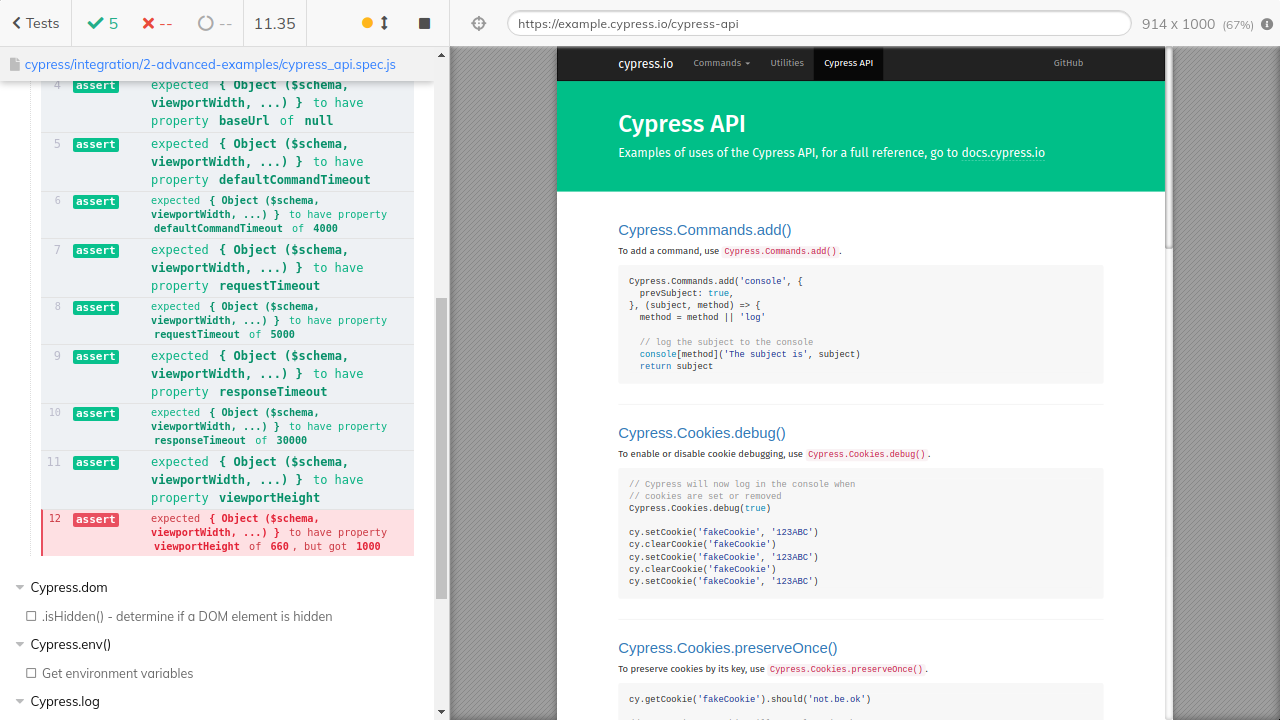 Tests
5
--
--
11.35
https://example.cypress.io/cypress-api
914 x 1000 (67%)
cypress/integration/2-advanced-examples/cypress_api.spec.js
4 assert expected { Object ($schema,
viewportWidth, ...) } to have
property baseUrl of null
5 assert expected { Object ($schema,
viewportWidth, ...) } to have
property defaultCommandTimeout
6 assert expected { Object ($schema,
viewportWidth, ...) } to have property
defaultCommandTimeout of 4000
7 assert expected { Object ($schema,
viewportWidth, ...) } to have
property requestTimeout
8 assert expected { Object ($schema,
viewportWidth, ...) } to have property
requestTimeout of 5000
9 assert expected { Object ($schema,
viewportWidth, ...) } to have
property responseTimeout
10 assert expected { Object ($schema,
viewportWidth, ...) } to have property
responseTimeout of 30000
11 assert expected { Object ($schema,
viewportWidth, ...) } to have
property viewportHeight
12 assert expected { Object ($schema,
viewportWidth, ...) } to have property
viewportHeight of 660, but got 1000
Cypress.dom
.isHidden() - determine if a DOM element is hidden
Cypress.env()
Get environment variables
Cypress.log
cypress.io
Commands
Utilities
Cypress API
GitHub
Cypress API
Examples of uses of the Cypress API, for a full reference, go to docs.cypress.io
Cypress.Commands.add()
To add a command, use Cypress.Commands.add().
Cypress.Commands.add('console', {
prevSubject: true,
}, (subject, method) => {
method = method || 'log'
// log the subject to the console
console[method]('The subject is', subject)
return subject
Cypress.Cookies.debug()
To enable or disable cookie debugging, use Cypress.Cookies.debug().
// Cypress will now log in the console when
// cookies are set or removed
Cypress.Cookies.debug(true)
cy.setCookie('fakeCookie', '123ABC')
cy.clearCookie('fakeCookie')
cy.setCookie('fakeCookie', '123ABC')
cy.clearCookie('fakeCookie')
cy.setCookie('fakeCookie', '123ABC')
Cypress.Cookies.preserveOnce()
To preserve cookies by its key, use Cypress.Cookies.preserveOnce().
cy.getCookie('fakeCookie').should('not.be.ok')